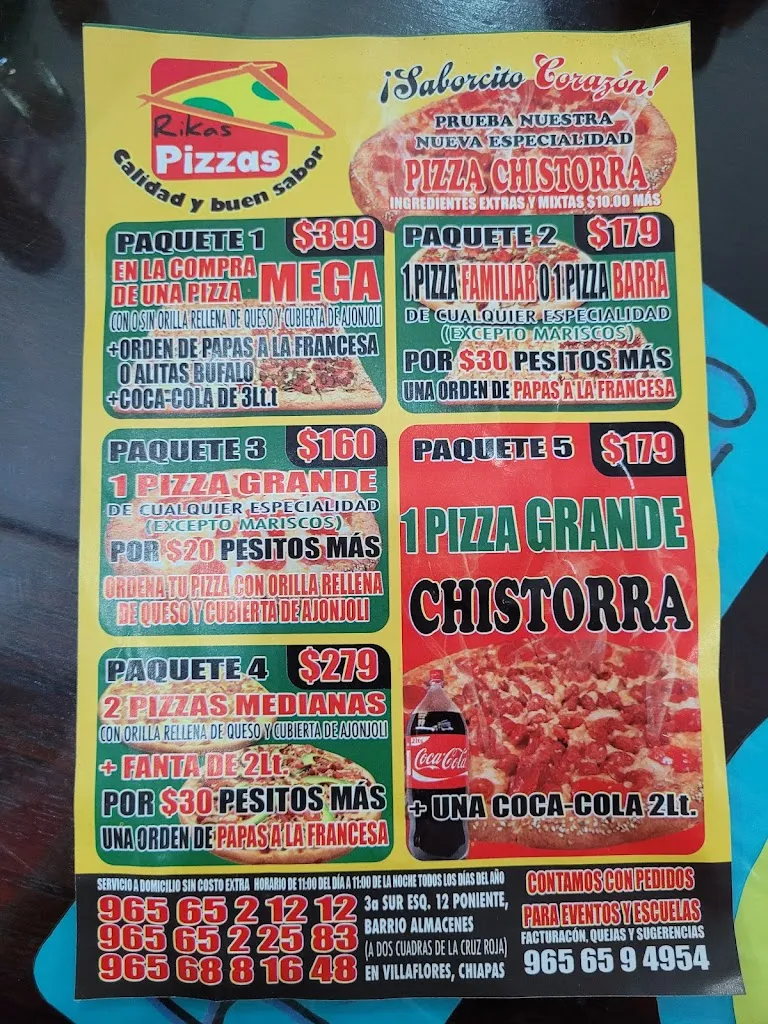 Rikas
Pizzas
calidad y buen sabor
¡Saborcito Corazón!
PRUEBA NUESTRA
NUEVA ESPECIALIDAD
PIZZA CHISTORRA
INGREDIENTES EXTRAS Y MIXTAS $10.00 MÁS
PAQUETE 1 $399
EN LA COMPRA
DE UNA PIZZA MEGA
CON O SIN ORILLA RELLENA DE QUESO Y CUBIERTA DE AJONJOLI
+ORDEN DE PAPAS A LA FRANCESA
O ALITAS BUFALO
+COCA-COLA DE 3Lt.t
PAQUETE 2 $179
1 PIZZA FAMILIAR O 1 PIZZA BARRA
DE CUALQUIER ESPECIALIDAD
(EXCEPTO MARISCOS)
POR $30 PESITOS MÁS
UNA ORDEN DE PAPAS A LA FRANCESA
PAQUETE 3 $160
1 PIZZA GRANDE
DE CUALQUIER ESPECIALIDAD
(EXCEPTO MARISCOS)
POR $20 PESITOS MÁS
ORDENA TU PIZZA CON ORILLA RELLENA
DE QUESO Y CUBIERTA DE AJONJOLI
PAQUETE 4 $279
2 PIZZAS MEDIANAS
CON ORILLA RELLENA DE QUESO Y CUBIERTA DE AJONJOLI
+ FANTA DE 2Lt.
POR $30 PESITOS MÁS
UNA ORDEN DE PAPAS A LA FRANCESA
PAQUETE 5 $179
1 PIZZA GRANDE
CHISTORRA
Coca-Cola
+ UNA COCA-COLA 2Lt.
SERVICIO A DOMICILIO SIN COSTO EXTRA HORARIO DE 11:00 DEL DÍA A 11:00 DE LA NOCHE TODOS LOS DÍAS DEL AÑO
965 65 2 12 12
965 65 2 25 83
965 68 8 16 48
3a SUR ESQ. 12 PONIENTE,
BARRIO ALMACENES
(A DOS CUADRAS DE LA CRUZ ROJA)
EN VILLAFLORES, CHIAPAS
CONTAMOS CON PEDIDOS
PARA EVENTOS Y ESCUELAS
FACTURACÓN, QUEJAS Y SUGERENCIAS
965 65 9 4954